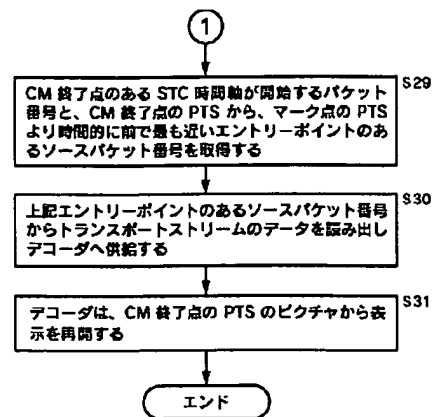 1
CM 終了点のある STC 時間軸が開始するパケット
番号と、CM 終了点の PTS から、マーク点の PTS
より時間的に前で最も近いエントリーポイントのあ
るソースパケット番号を取得する
S29
上記エントリーポイントのあるソースパケット番号
からトランスポートストリームのデータを読み出し
デコーダへ供給する
S30
デコーダは、CM 終了点の PTS のピクチャから表
示を再開する
S31
エンド